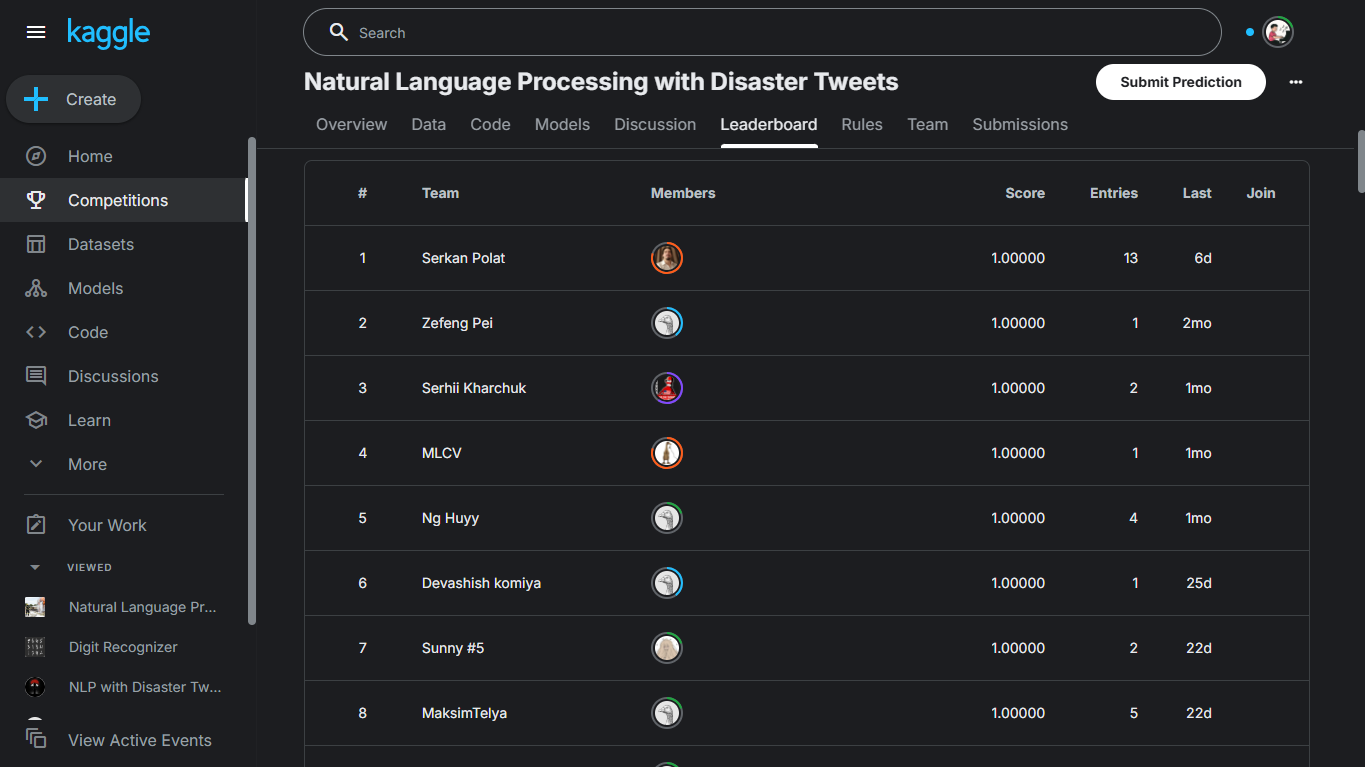 kaggle
Search
Create
Home
Competitions
Datasets
Models
Code
Discussions
Learn
More
Your Work
VIEWED
Natural Language Pr...
Digit Recognizer
NLP with Disaster Tw...
View Active Events
Natural Language Processing with Disaster Tweets
Submit Prediction
Overview Data Code Models Discussion Leaderboard Rules Team Submissions
# Team Members Score Entries Last Join
1 Serkan Polat 1.00000 13 6d
2 Zefeng Pei 1.00000 1 2mo
3 Serhii Kharchuk 1.00000 2 1mo
4 MLCV 1.00000 1 1mo
5 Ng Huyy 1.00000 4 1mo
6 Devashish komiya 1.00000 1 25d
7 Sunny #5 1.00000 2 22d
8 MaksimTelya 1.00000 5 22d